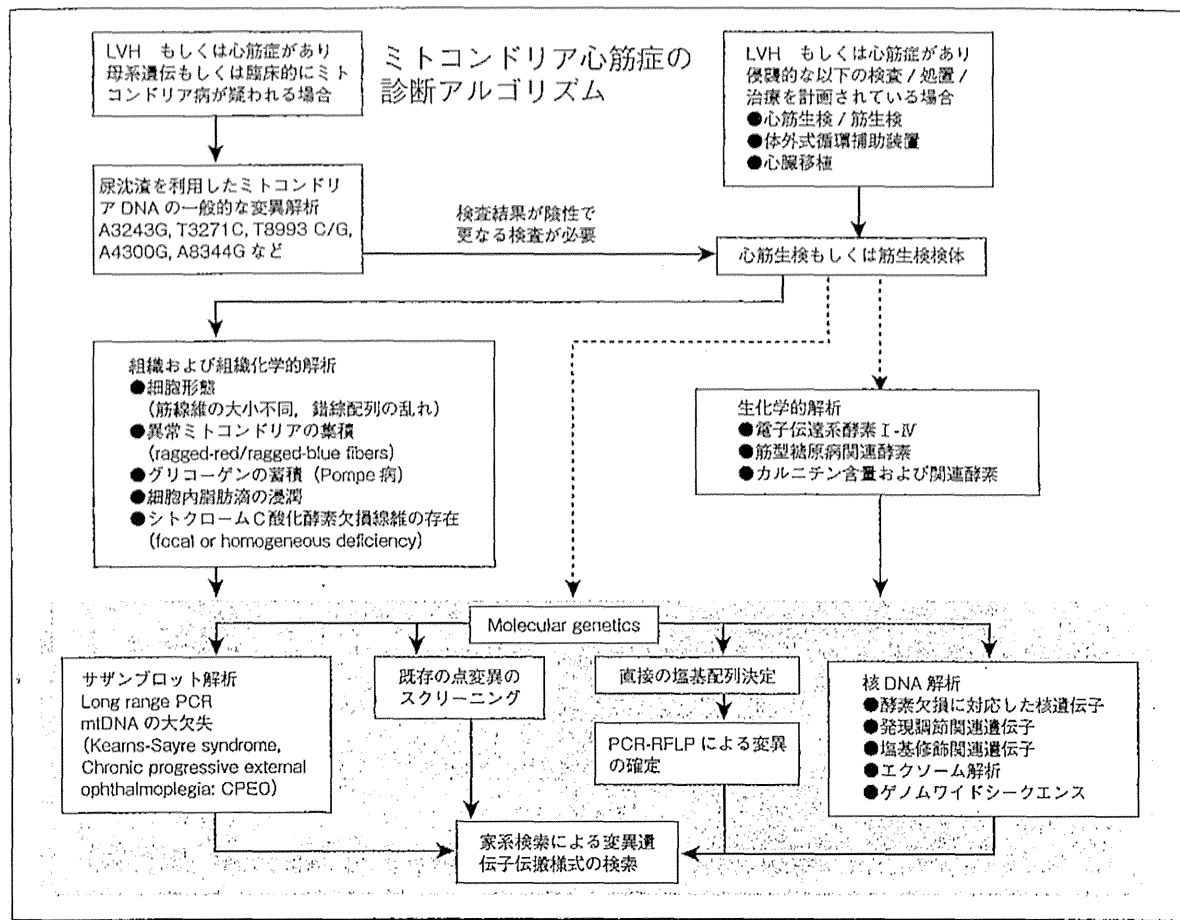 LVH もしくは心筋症があり
母系遺伝もしくは臨床的にミト
コンドリア病が疑われる場合
ミトコンドリア心筋症の
診断アルゴリズム
LVH もしくは心筋症があり
侵襲的な以下の検査/処置/
治療を計画されている場合
●心筋生検/筋生検
●体外式循環補助装置
●心臓移植
尿沈渣を利用したミトコンドリ
ア DNA の一般的な変異解析
A3243G, T3271C, T8993 C/G,
A4300G, A8344G など
検査結果が陰性で
更なる検査が必要
心筋生検もしくは筋生検検体
組織および組織化学的解析
●細胞形態
(筋線維の大小不同,錯綜配列の乱れ)
●異常ミトコンドリアの集積
(ragged-red/ragged-blue fibers)
●グリコーゲンの蓄積(Pompe 病)
●細胞内脂肪滴の浸潤
●シトクローム C 酸化酵素欠損線維の存在
(focal or homogeneous deficiency)
生化学的解析
●電子伝達系酵素Ⅰ-Ⅳ
●筋型糖原病関連酵素
●カルニチン含量および関連酵素
Molecular genetics
サザンブロット解析
Long range PCR
mtDNA の大欠失
(Kearns-Sayre syndrome,
Chronic progressive external
ophthalmoplegia: CPEO)
既存の点変異の
スクリーニング
直接の塩基配列決定
PCR-RFLP による変異
の確定
核 DNA 解析
●酵素欠損に対応した核遺伝子
●発現調節関連遺伝子
●塩基修飾関連遺伝子
●エクソーム解析
●ゲノムワイドシークエンス
家系検索による変異遺
伝子伝搬様式の検索